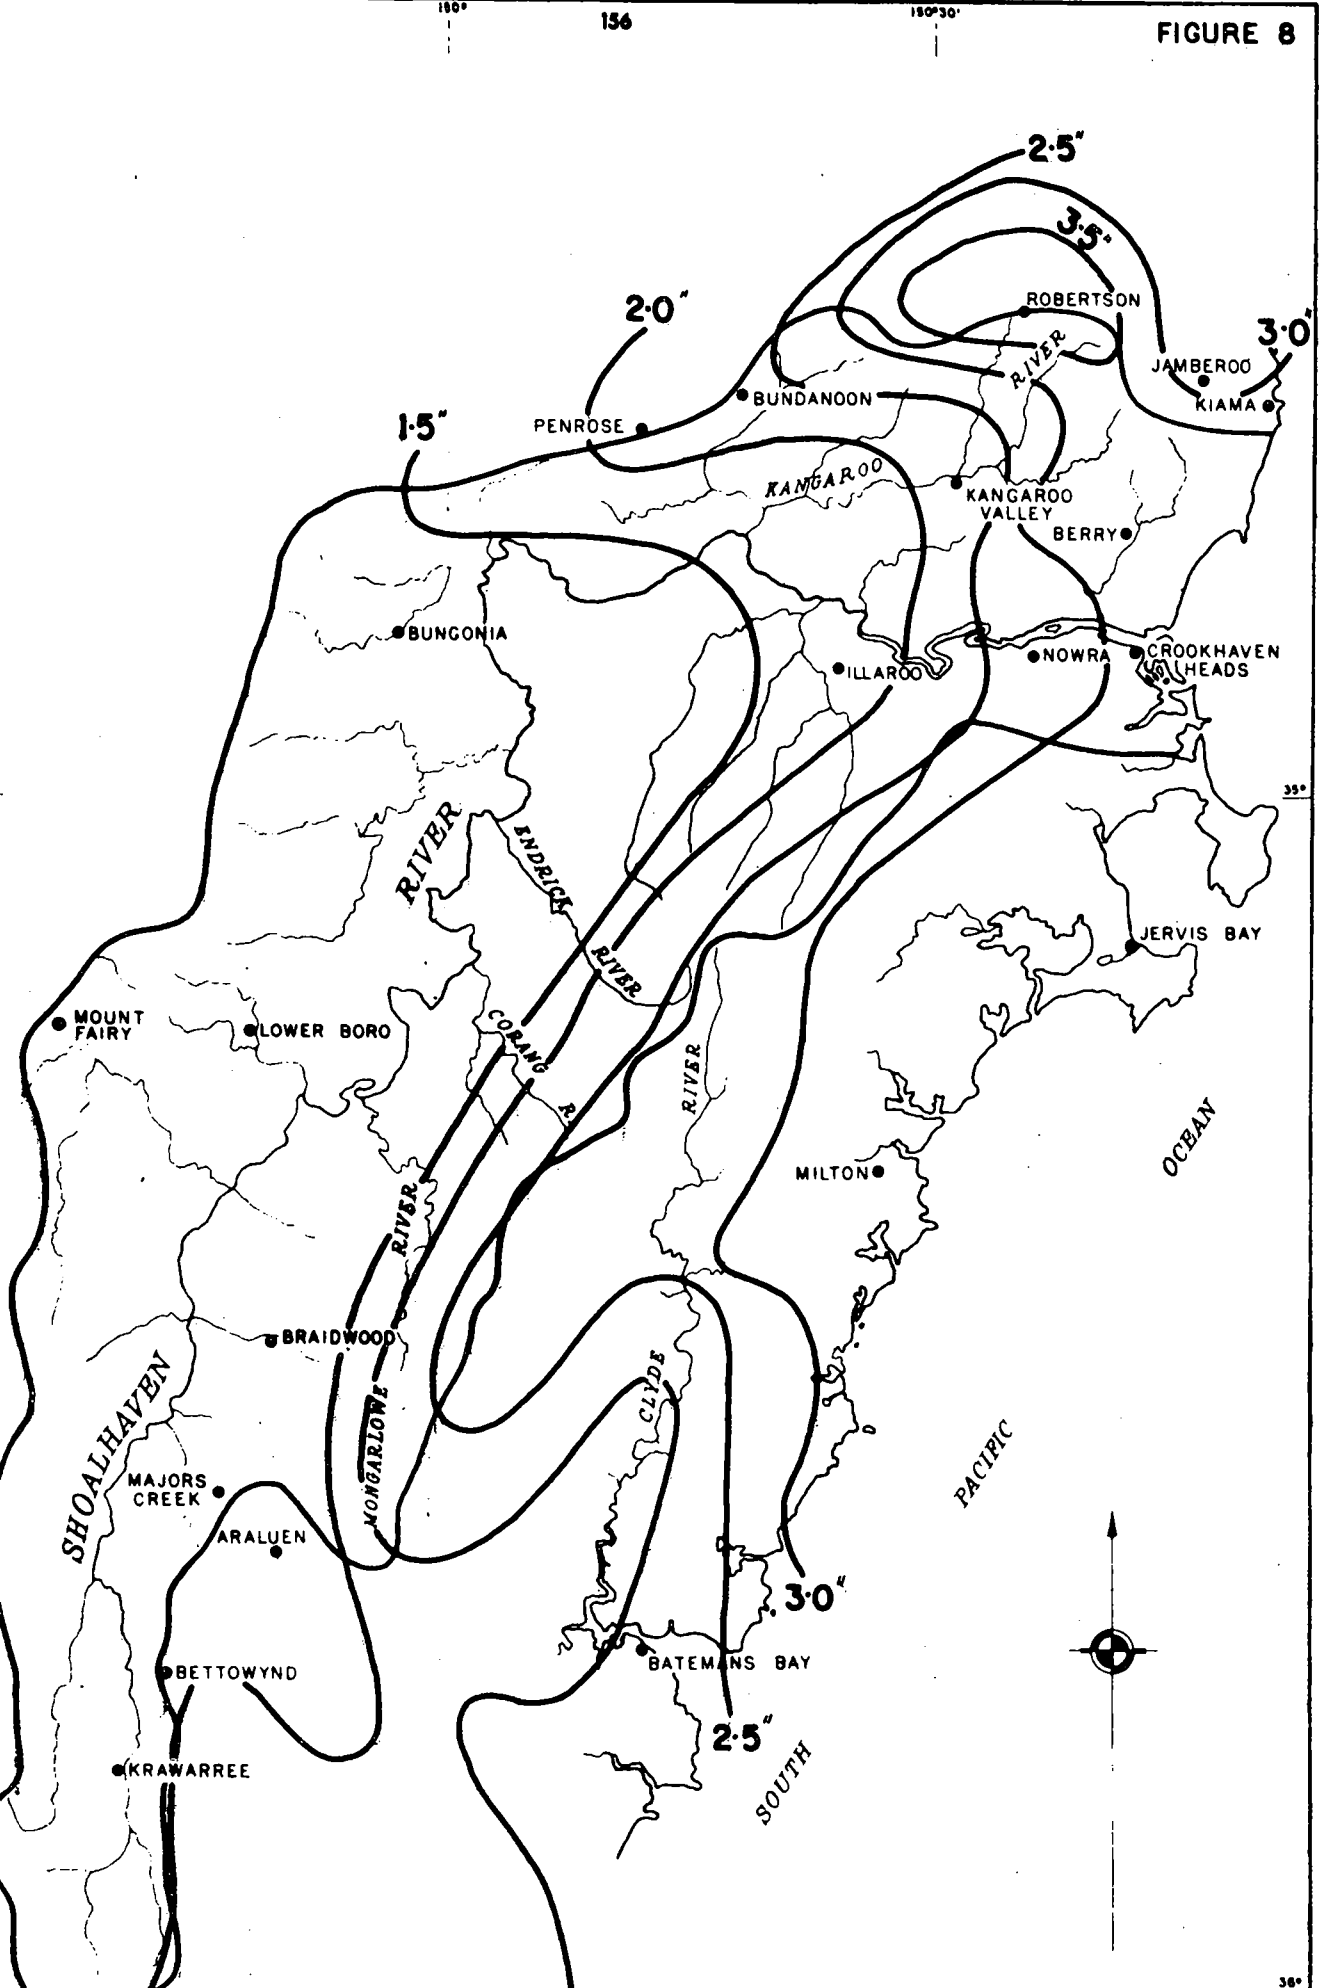 150°
156
150°30'
FIGURE 8
2·5"
3·5"
ROBERTSON
2·0"
3·0"
RIVER
JAMBEROO
KIAMA
BUNDANOON
1·5"
PENROSE
KANGAROO
KANGAROO
VALLEY
BERRY
BUNGONIA
NOWRA
CROOKHAVEN
HEADS
ILLAROO
35°
RIVER
ENDRICK
RIVER
JERVIS BAY
MOUNT
FAIRY
LOWER BORO
CORANG
R.
RIVER
OCEAN
MILTON
RIVER
BRAIDWOOD
CLYDE
MONGARLOWE
SHOALHAVEN
PACIFIC
MAJORS
CREEK
ARALUEN
3·0"
BATEMANS BAY
BETTOWYND
2·5"
KRAWARREE
SOUTH
36°